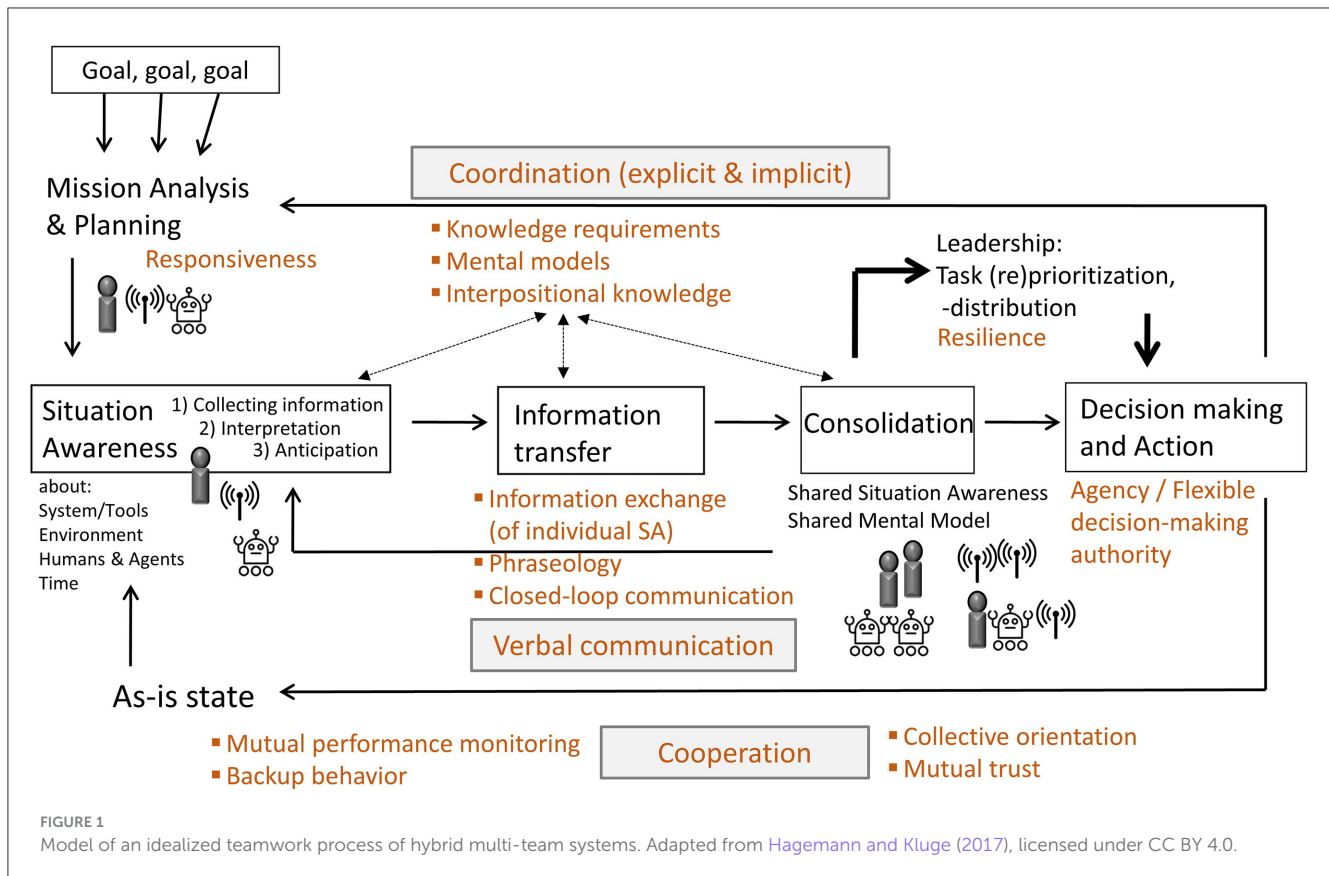 Goal, goal, goal
Mission Analysis
& Planning
Responsiveness
Coordination (explicit & implicit)
▪ Knowledge requirements
▪ Mental models
▪ Interpositional knowledge
Leadership:
Task (re)prioritization,
-distribution
Resilience
Situation
Awareness
1) Collecting information
2) Interpretation
3) Anticipation
about:
System/Tools
Environment
Humans & Agents
Time
Information
transfer
▪ Information exchange
(of individual SA)
▪ Phraseology
▪ Closed-loop communication
Verbal communication
Consolidation
Shared Situation Awareness
Shared Mental Model
Decision making
and Action
Agency / Flexible
decision-making
authority
As-is state
▪ Mutual performance monitoring
▪ Backup behavior
Cooperation
▪ Collective orientation
▪ Mutual trust
FIGURE 1
Model of an idealized teamwork process of hybrid multi-team systems. Adapted from Hagemann and Kluge (2017), licensed under CC BY 4.0.